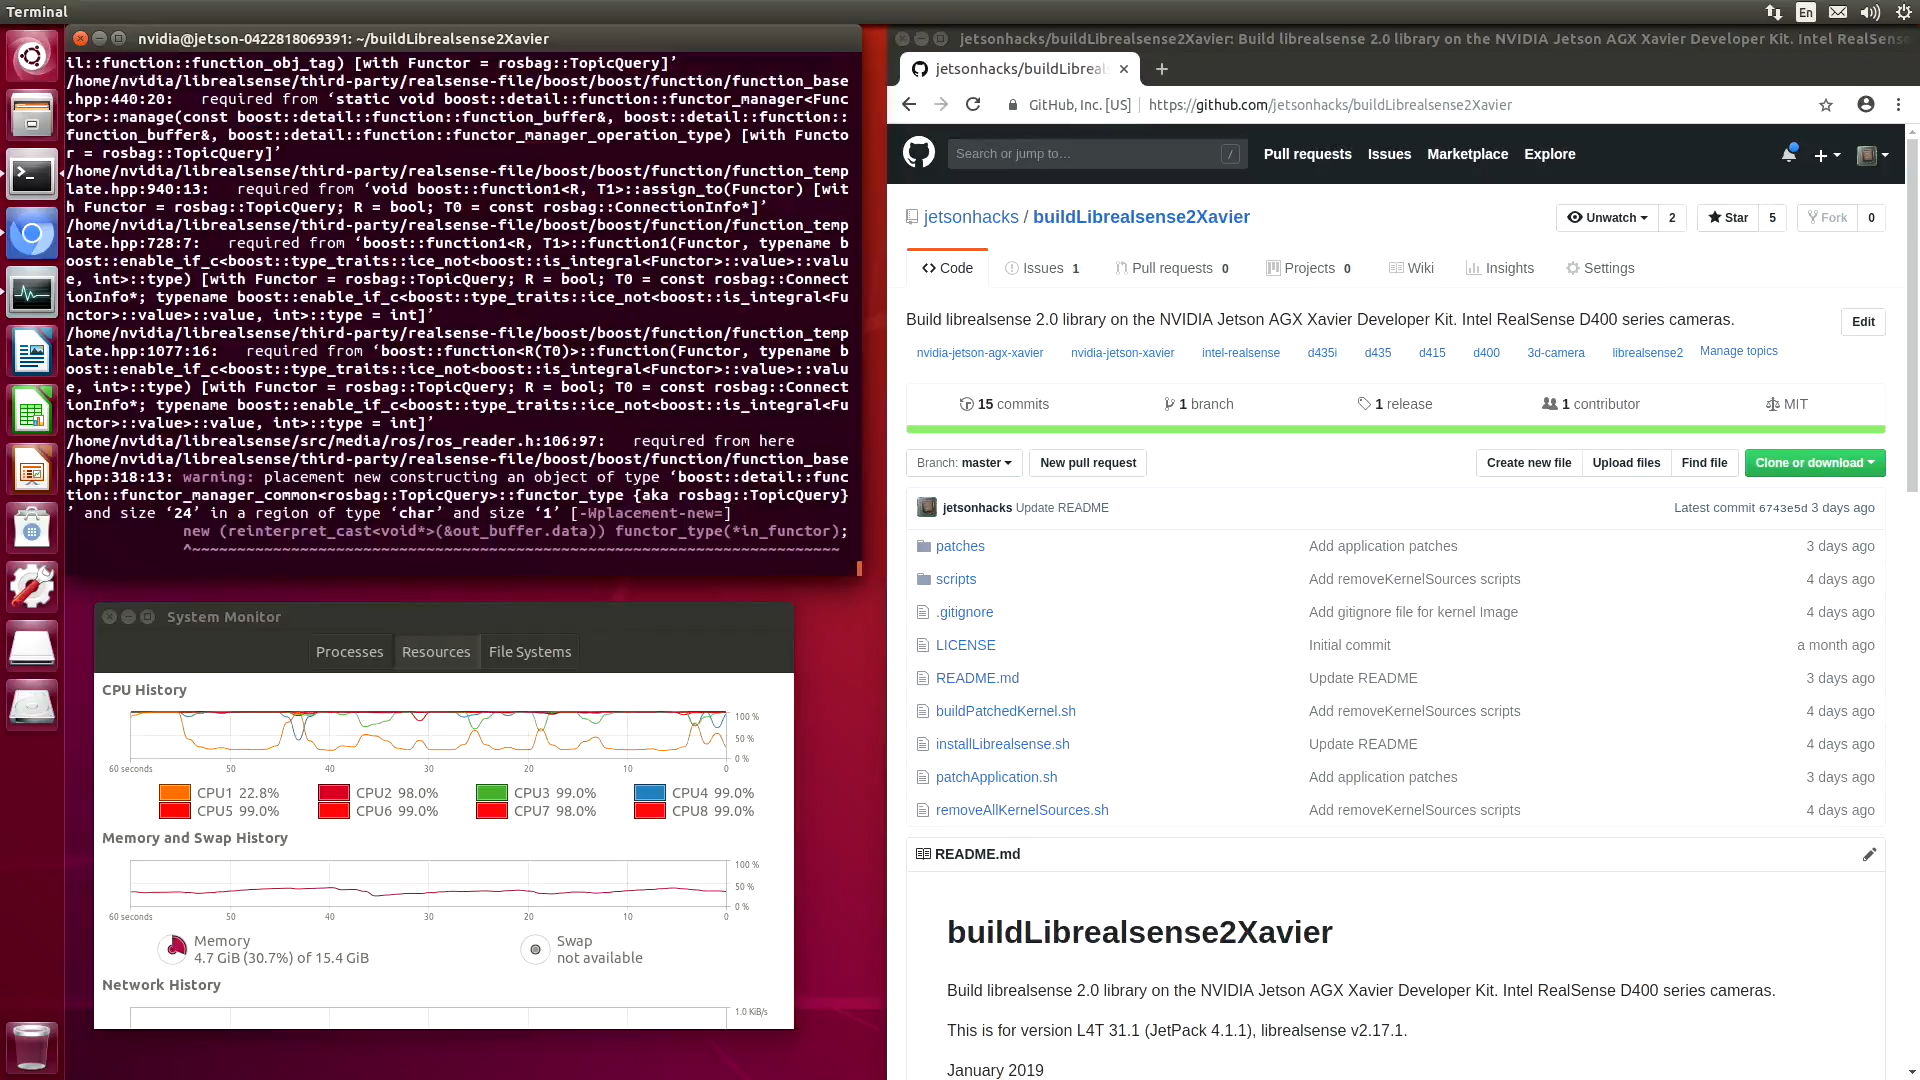 Terminal
En
nvidia@jetson-0422818069391: ~/buildLibrealsense2Xavier
il::function::function_obj_tag) [with Functor = rosbag::TopicQuery]’
/home/nvidia/librealsense/third-party/realsense-file/boost/boost/function/function_base
.hpp:440:20:   required from ‘static void boost::detail::function::functor_manager<Func
tor>::manage(const boost::detail::function::function_buffer&, boost::detail::function::
function_buffer&, boost::detail::function::functor_manager_operation_type) [with Functo
r = rosbag::TopicQuery]’
/home/nvidia/librealsense/third-party/realsense-file/boost/boost/function/function_temp
late.hpp:940:13:   required from ‘void boost::function1<R, T1>::assign_to(Functor) [wit
h Functor = rosbag::TopicQuery; R = bool; T0 = const rosbag::ConnectionInfo*]’
/home/nvidia/librealsense/third-party/realsense-file/boost/boost/function/function_temp
late.hpp:728:7:   required from ‘boost::function1<R, T1>::function1(Functor, typename b
oost::enable_if_c<boost::type_traits::ice_not<boost::is_integral<Functor>::value>::valu
e, int>::type) [with Functor = rosbag::TopicQuery; R = bool; T0 = const rosbag::Connect
ionInfo*; typename boost::enable_if_c<boost::type_traits::ice_not<boost::is_integral<Fu
nctor>::value>::value, int>::type = int]’
/home/nvidia/librealsense/third-party/realsense-file/boost/boost/function/function_temp
late.hpp:1077:16:   required from ‘boost::function<R(T0)>::function(Functor, typename b
oost::enable_if_c<boost::type_traits::ice_not<boost::is_integral<Functor>::value>::valu
e, int>::type) [with Functor = rosbag::TopicQuery; R = bool; T0 = const rosbag::Connect
ionInfo*; typename boost::enable_if_c<boost::type_traits::ice_not<boost::is_integral<Fu
nctor>::value>::value, int>::type = int]’
/home/nvidia/librealsense/src/media/ros/ros_reader.h:106:97:   required from here
/home/nvidia/librealsense/third-party/realsense-file/boost/boost/function/function_base
.hpp:318:13: warning: placement new constructing an object of type ‘boost::detail::func
tion::functor_manager_common<rosbag::TopicQuery>::functor_type {aka rosbag::TopicQuery}
’ and size ‘24’ in a region of type ‘char’ and size ‘1’ [-Wplacement-new=]
new (reinterpret_cast<void*>(&out_buffer.data)) functor_type(*in_functor);
^~~~~~~~~~~~~~~~~~~~~~~~~~~~~~~~~~~~~~~~~~~~~~~~~~~~~~~~~~~~~~~~~~~~~~~~~
System Monitor
Processes Resources File Systems
CPU History
100 %
50 %
0 %
60 seconds 50 40 30 20 10 0
CPU1 22.8% CPU2 98.0% CPU3 99.0% CPU4 99.0%
CPU5 99.0% CPU6 99.0% CPU7 98.0% CPU8 99.0%
Memory and Swap History
100 %
50 %
0 %
60 seconds 50 40 30 20 10 0
Memory
4.7 GiB (30.7%) of 15.4 GiB
Swap
not available
Network History
1.0 KiB/s
jetsonhacks/buildLibrealsense2Xavier: Build librealsense 2.0 library on the NVIDIA Jetson AGX Xavier Developer Kit. Intel RealSens
jetsonhacks/buildLibreals
GitHub, Inc. [US] https://github.com/jetsonhacks/buildLibrealsense2Xavier
Search or jump to… / Pull requests Issues Marketplace Explore
jetsonhacks / buildLibrealsense2Xavier Unwatch 2 Star 5 Fork 0
Code Issues 1 Pull requests 0 Projects 0 Wiki Insights Settings
Build librealsense 2.0 library on the NVIDIA Jetson AGX Xavier Developer Kit. Intel RealSense D400 series cameras. Edit
nvidia-jetson-agx-xavier nvidia-jetson-xavier intel-realsense d435i d435 d415 d400 3d-camera librealsense2 Manage topics
15 commits 1 branch 1 release 1 contributor MIT
Branch: master New pull request Create new file Upload files Find file Clone or download
jetsonhacks Update README Latest commit 6743e5d 3 days ago
patches Add application patches 3 days ago
scripts Add removeKernelSources scripts 4 days ago
.gitignore Add gitignore file for kernel Image 4 days ago
LICENSE Initial commit a month ago
README.md Update README 3 days ago
buildPatchedKernel.sh Add removeKernelSources scripts 4 days ago
installLibrealsense.sh Update README 4 days ago
patchApplication.sh Add application patches 3 days ago
removeAllKernelSources.sh Add removeKernelSources scripts 4 days ago
README.md
buildLibrealsense2Xavier
Build librealsense 2.0 library on the NVIDIA Jetson AGX Xavier Developer Kit. Intel RealSense D400 series cameras.
This is for version L4T 31.1 (JetPack 4.1.1), librealsense v2.17.1.
January 2019